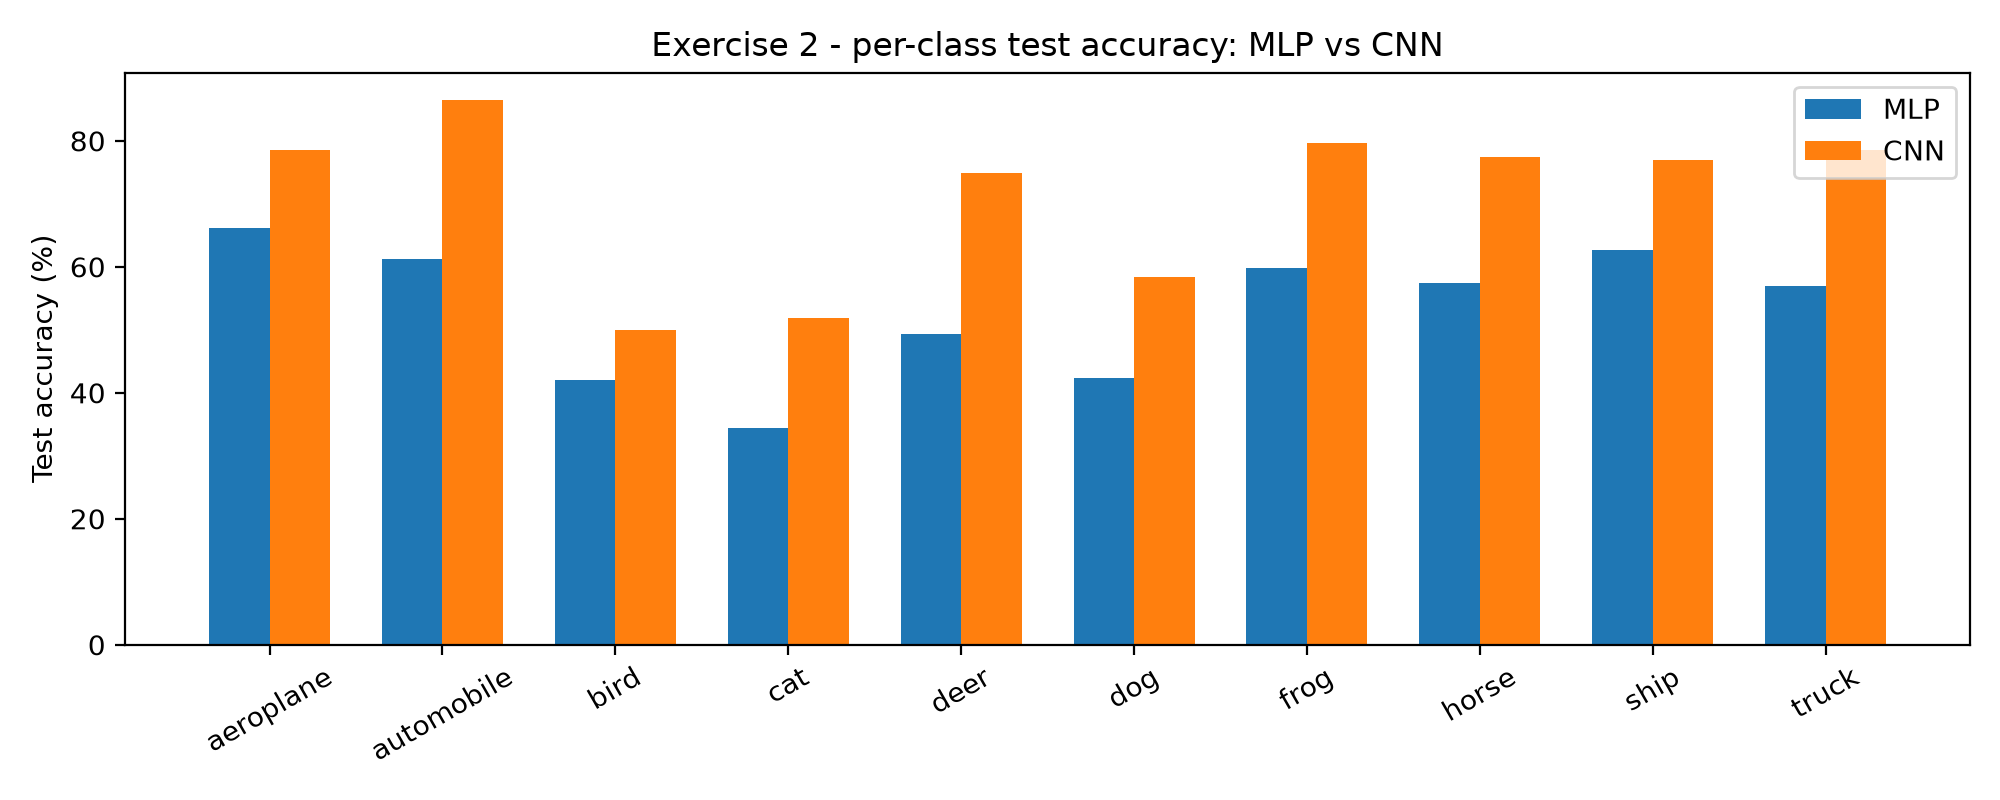 Exercise 2 - per-class test accuracy: MLP vs CNN
MLP
CNN
Test accuracy (%)
80
60
40
20
0
aeroplane
automobile
bird
cat
deer
dog
frog
horse
ship
truck